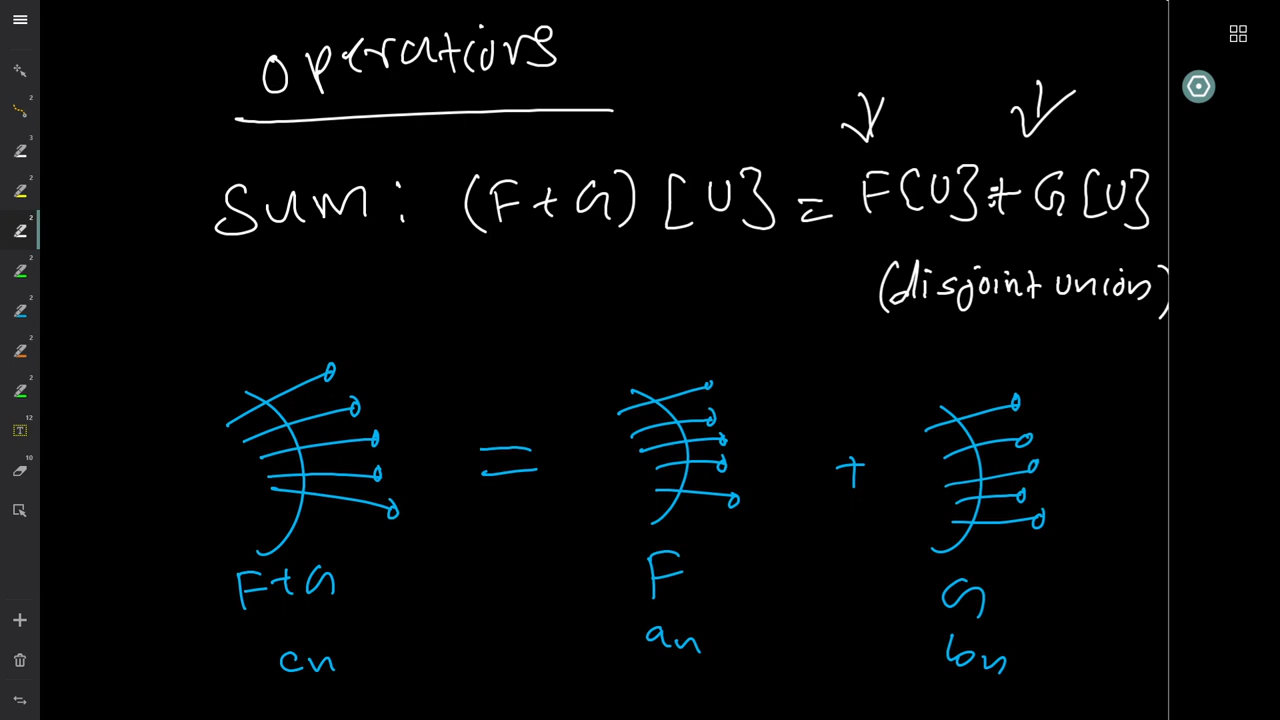 operations
Sum: (F+G)[U] = F[U] + G[U]
(disjoint union)
= +
F+G F G
cn an bn